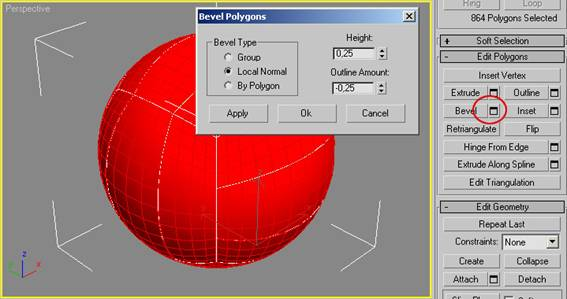 Perspective
Bevel Polygons
Bevel Type
Group
Local Normal
By Polygon
Height:
0,25
Outline Amount:
-0,25
Apply
Ok
Cancel
z
x
y
Ring
Loop
864 Polygons Selected
+ Soft Selection
- Edit Polygons
Insert Vertex
Extrude Outline
Bevel Inset
Retriangulate Flip
Hinge From Edge
Extrude Along Spline
Edit Triangulation
- Edit Geometry
Repeat Last
Constraints: None
Create Collapse
Attach Detach